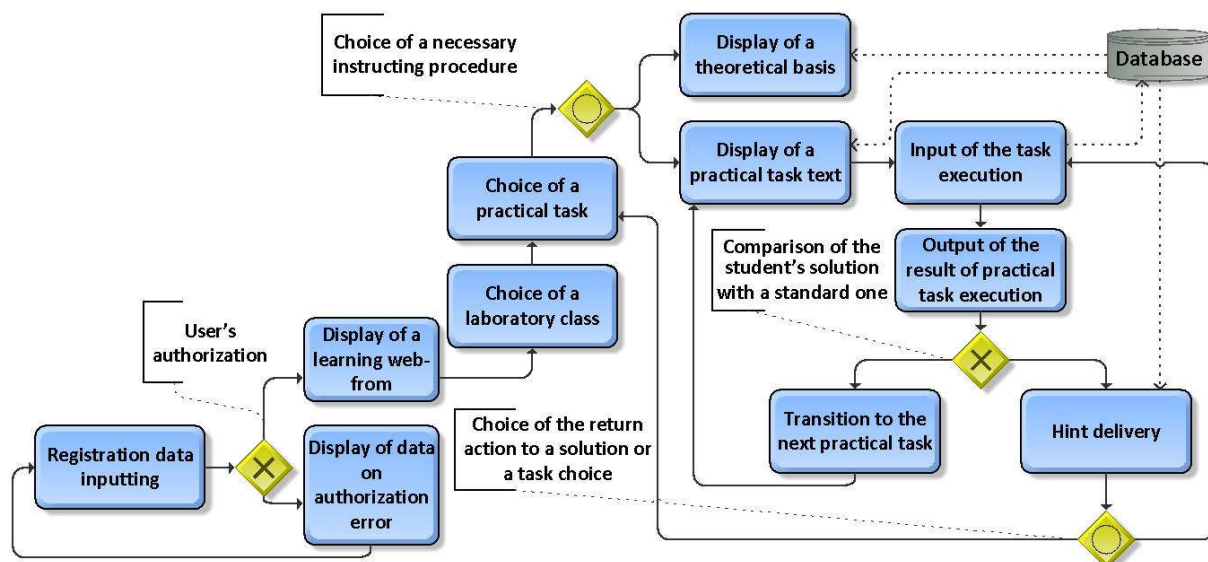 Choice of a necessary
instructing procedure
Display of a
theoretical basis
Database
Display of a
practical task text
Input of the task
execution
Choice of a
practical task
Comparison of the
student's solution
with a standard one
Output of the
result of practical
task execution
Choice of a
laboratory class
User's
authorization
Display of a
learning web-
from
Transition to the
next practical task
Hint delivery
Choice of the return
action to a solution or
a task choice
Registration data
inputting
Display of data on
authorization
error